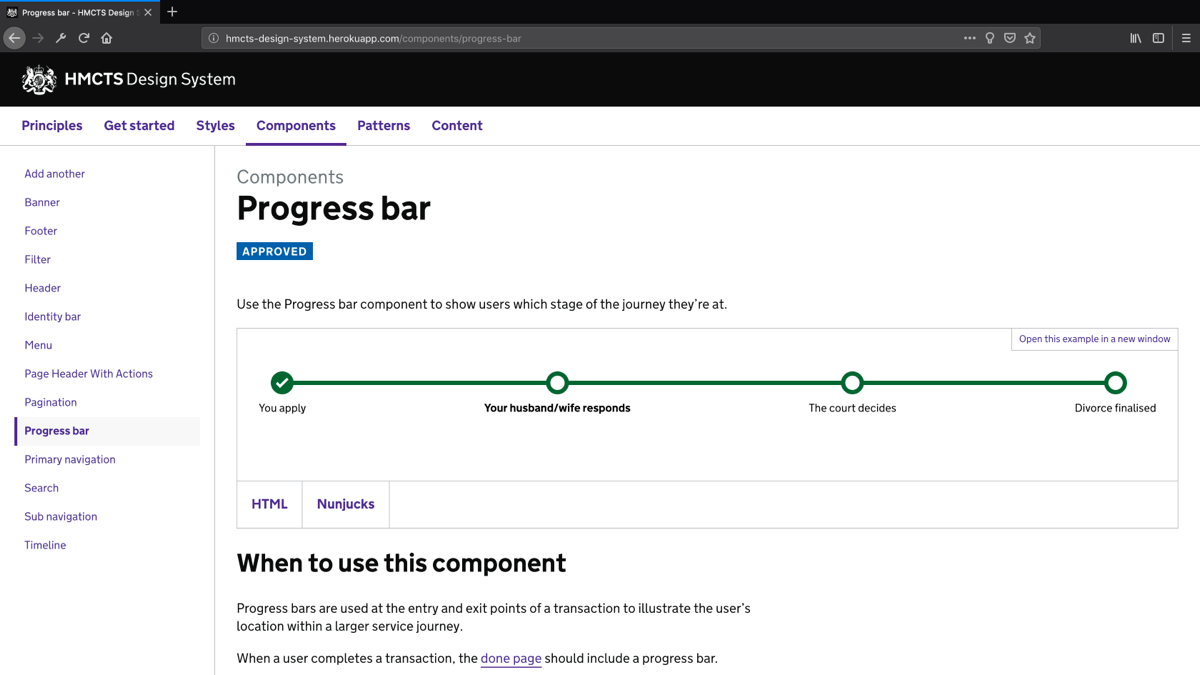 Progress bar - HMCTS Design
hmcts-design-system.herokuapp.com/components/progress-bar
HMCTS Design System
Principles Get started Styles Components Patterns Content
Add another
Banner
Footer
Filter
Header
Identity bar
Menu
Page Header With Actions
Pagination
Progress bar
Primary navigation
Search
Sub navigation
Timeline
Components
Progress bar
APPROVED
Use the Progress bar component to show users which stage of the journey they’re at.
Open this example in a new window
You apply Your husband/wife responds The court decides Divorce finalised
HTML Nunjucks
When to use this component
Progress bars are used at the entry and exit points of a transaction to illustrate the user’s
location within a larger service journey.
When a user completes a transaction, the done page should include a progress bar.